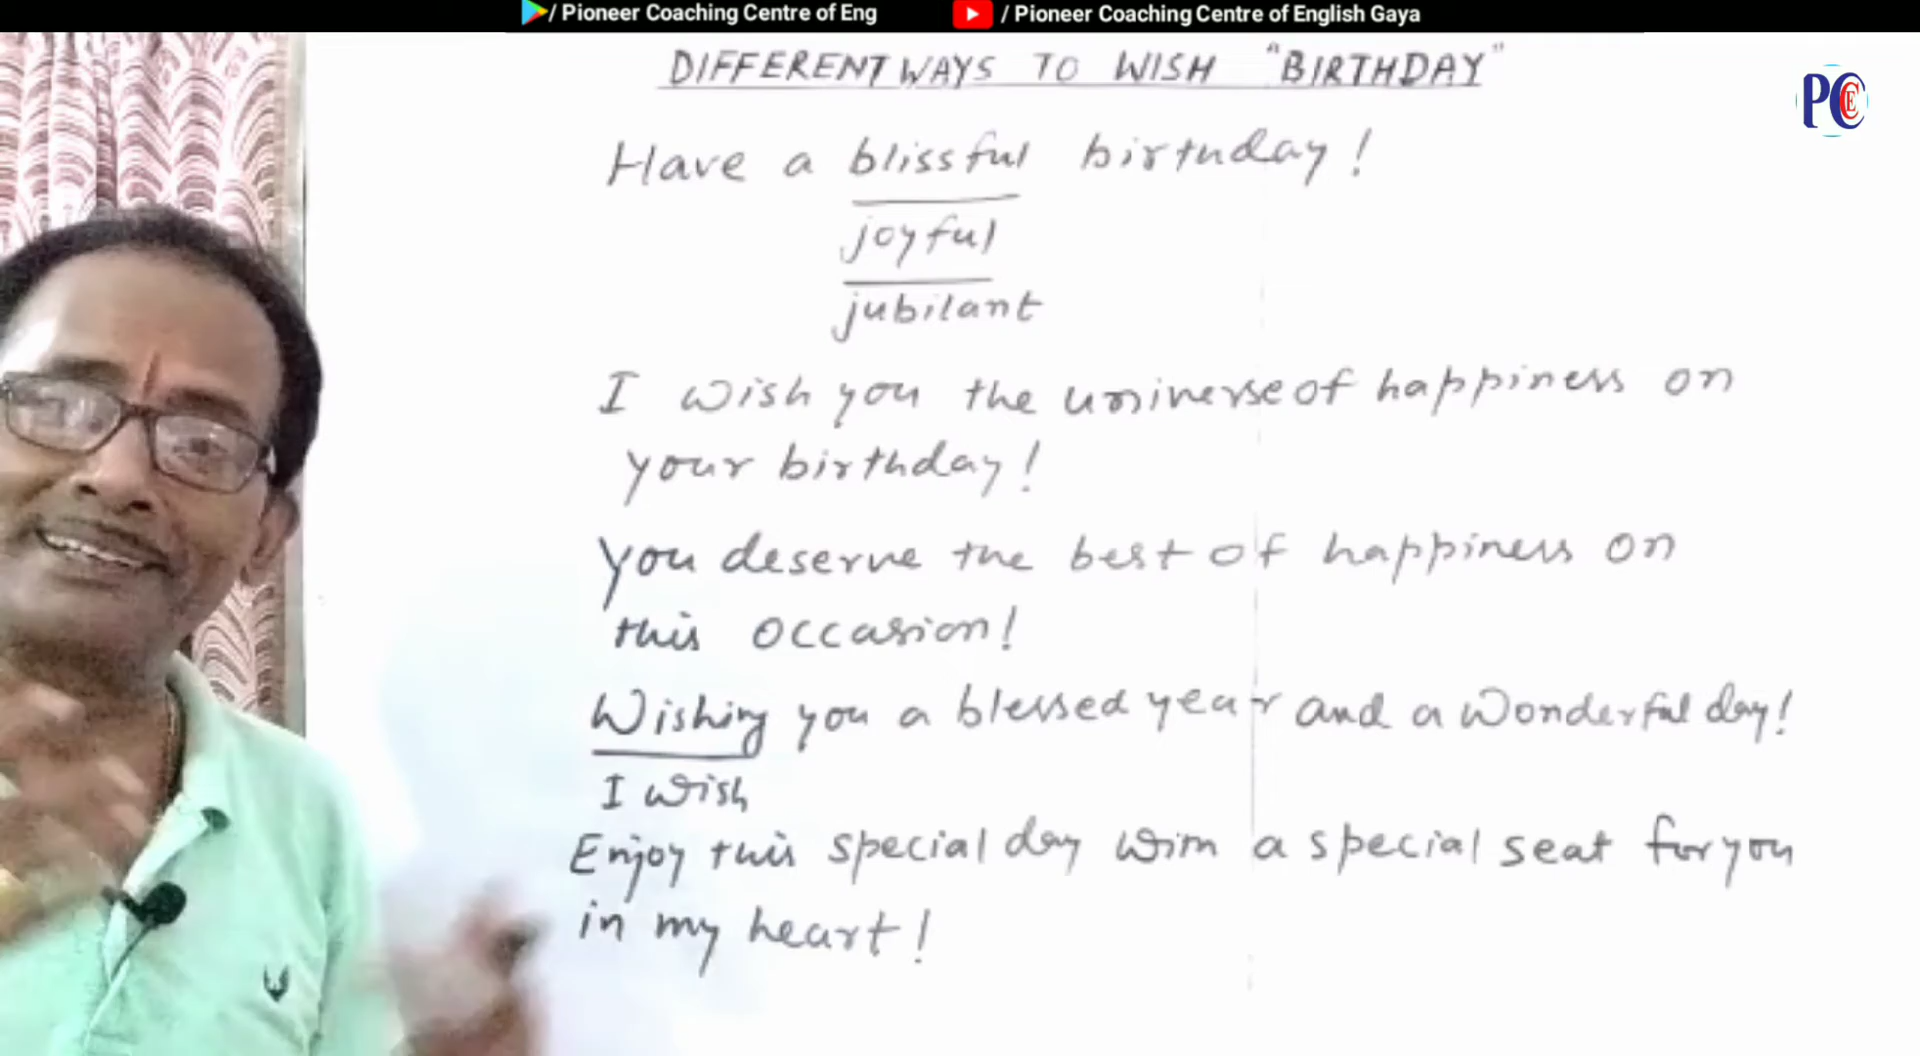 / Pioneer Coaching Centre of Eng
/ Pioneer Coaching Centre of English Gaya
DIFFERENT WAYS TO WISH "BIRTHDAY"
PCEC
Have a blissful birthday!
joyful
jubilant
I wish you the universe of happiness on
your birthday!
You deserve the best of happiness on
this occasion!
Wishing you a blessed year and a wonderful day!
I wish
Enjoy this special day with a special seat for you
in my heart!